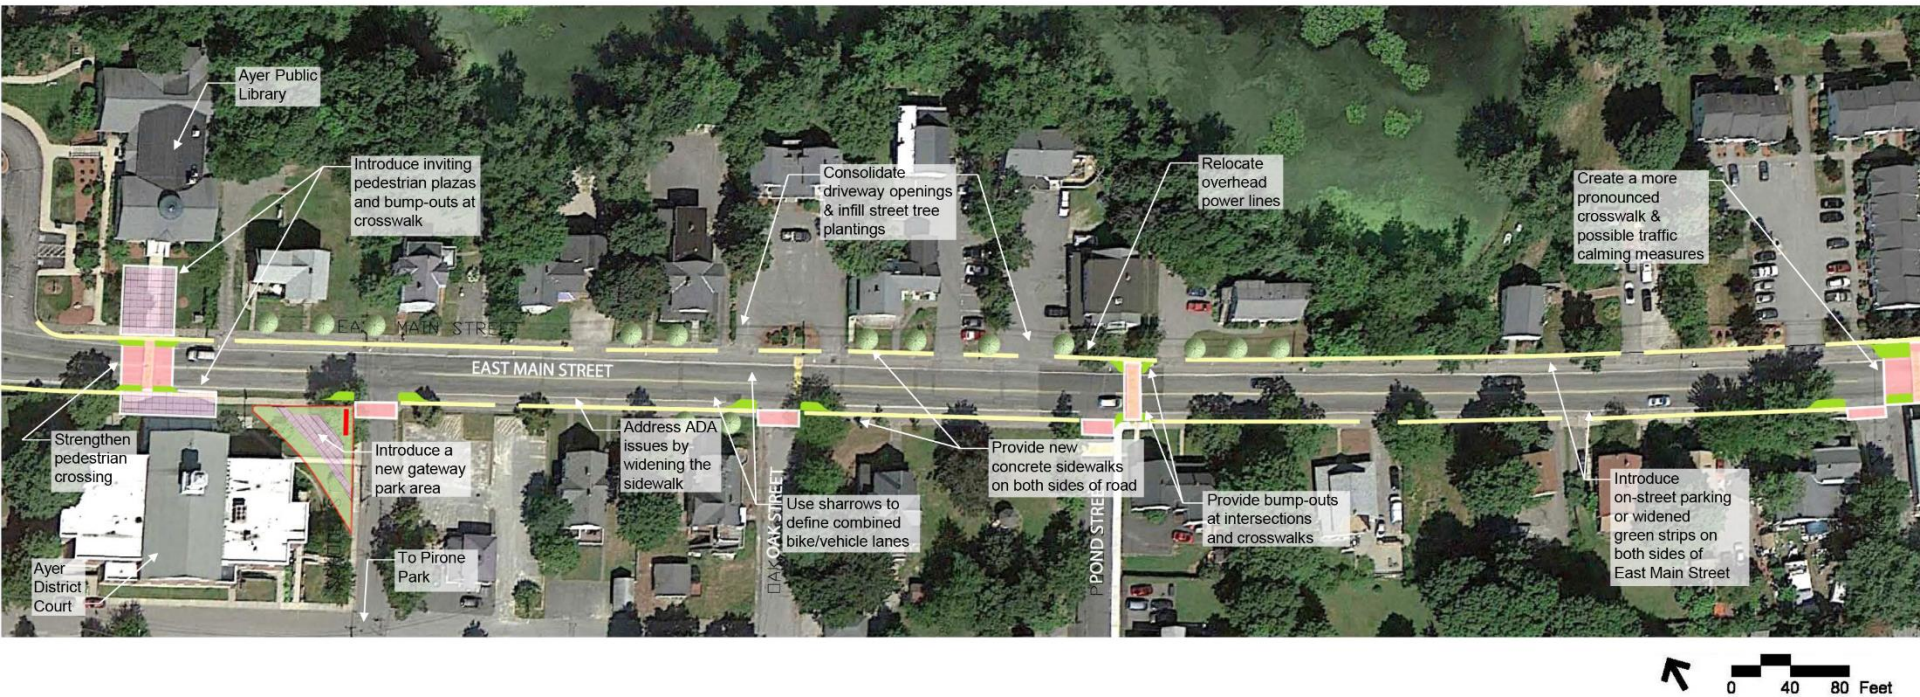 Ayer Public
Library
Introduce inviting
pedestrian plazas
and bump-outs at
crosswalk
Consolidate
driveway openings
& infill street tree
plantings
Relocate
overhead
power lines
Create a more
pronounced
crosswalk &
possible traffic
calming measures
EA MAIN STREET
EAST MAIN STREET
Strengthen
pedestrian
crossing
Introduce a
new gateway
park area
Address ADA
issues by
widening the
sidewalk
Use sharrows to
define combined
bike/vehicle lanes
OAK STREET
Provide new
concrete sidewalks
on both sides of road
POND STREET
Provide bump-outs
at intersections
and crosswalks
Introduce
on-street parking
or widened
green strips on
both sides of
East Main Street
Ayer
District
Court
To Pirone
Park
0 40 80 Feet